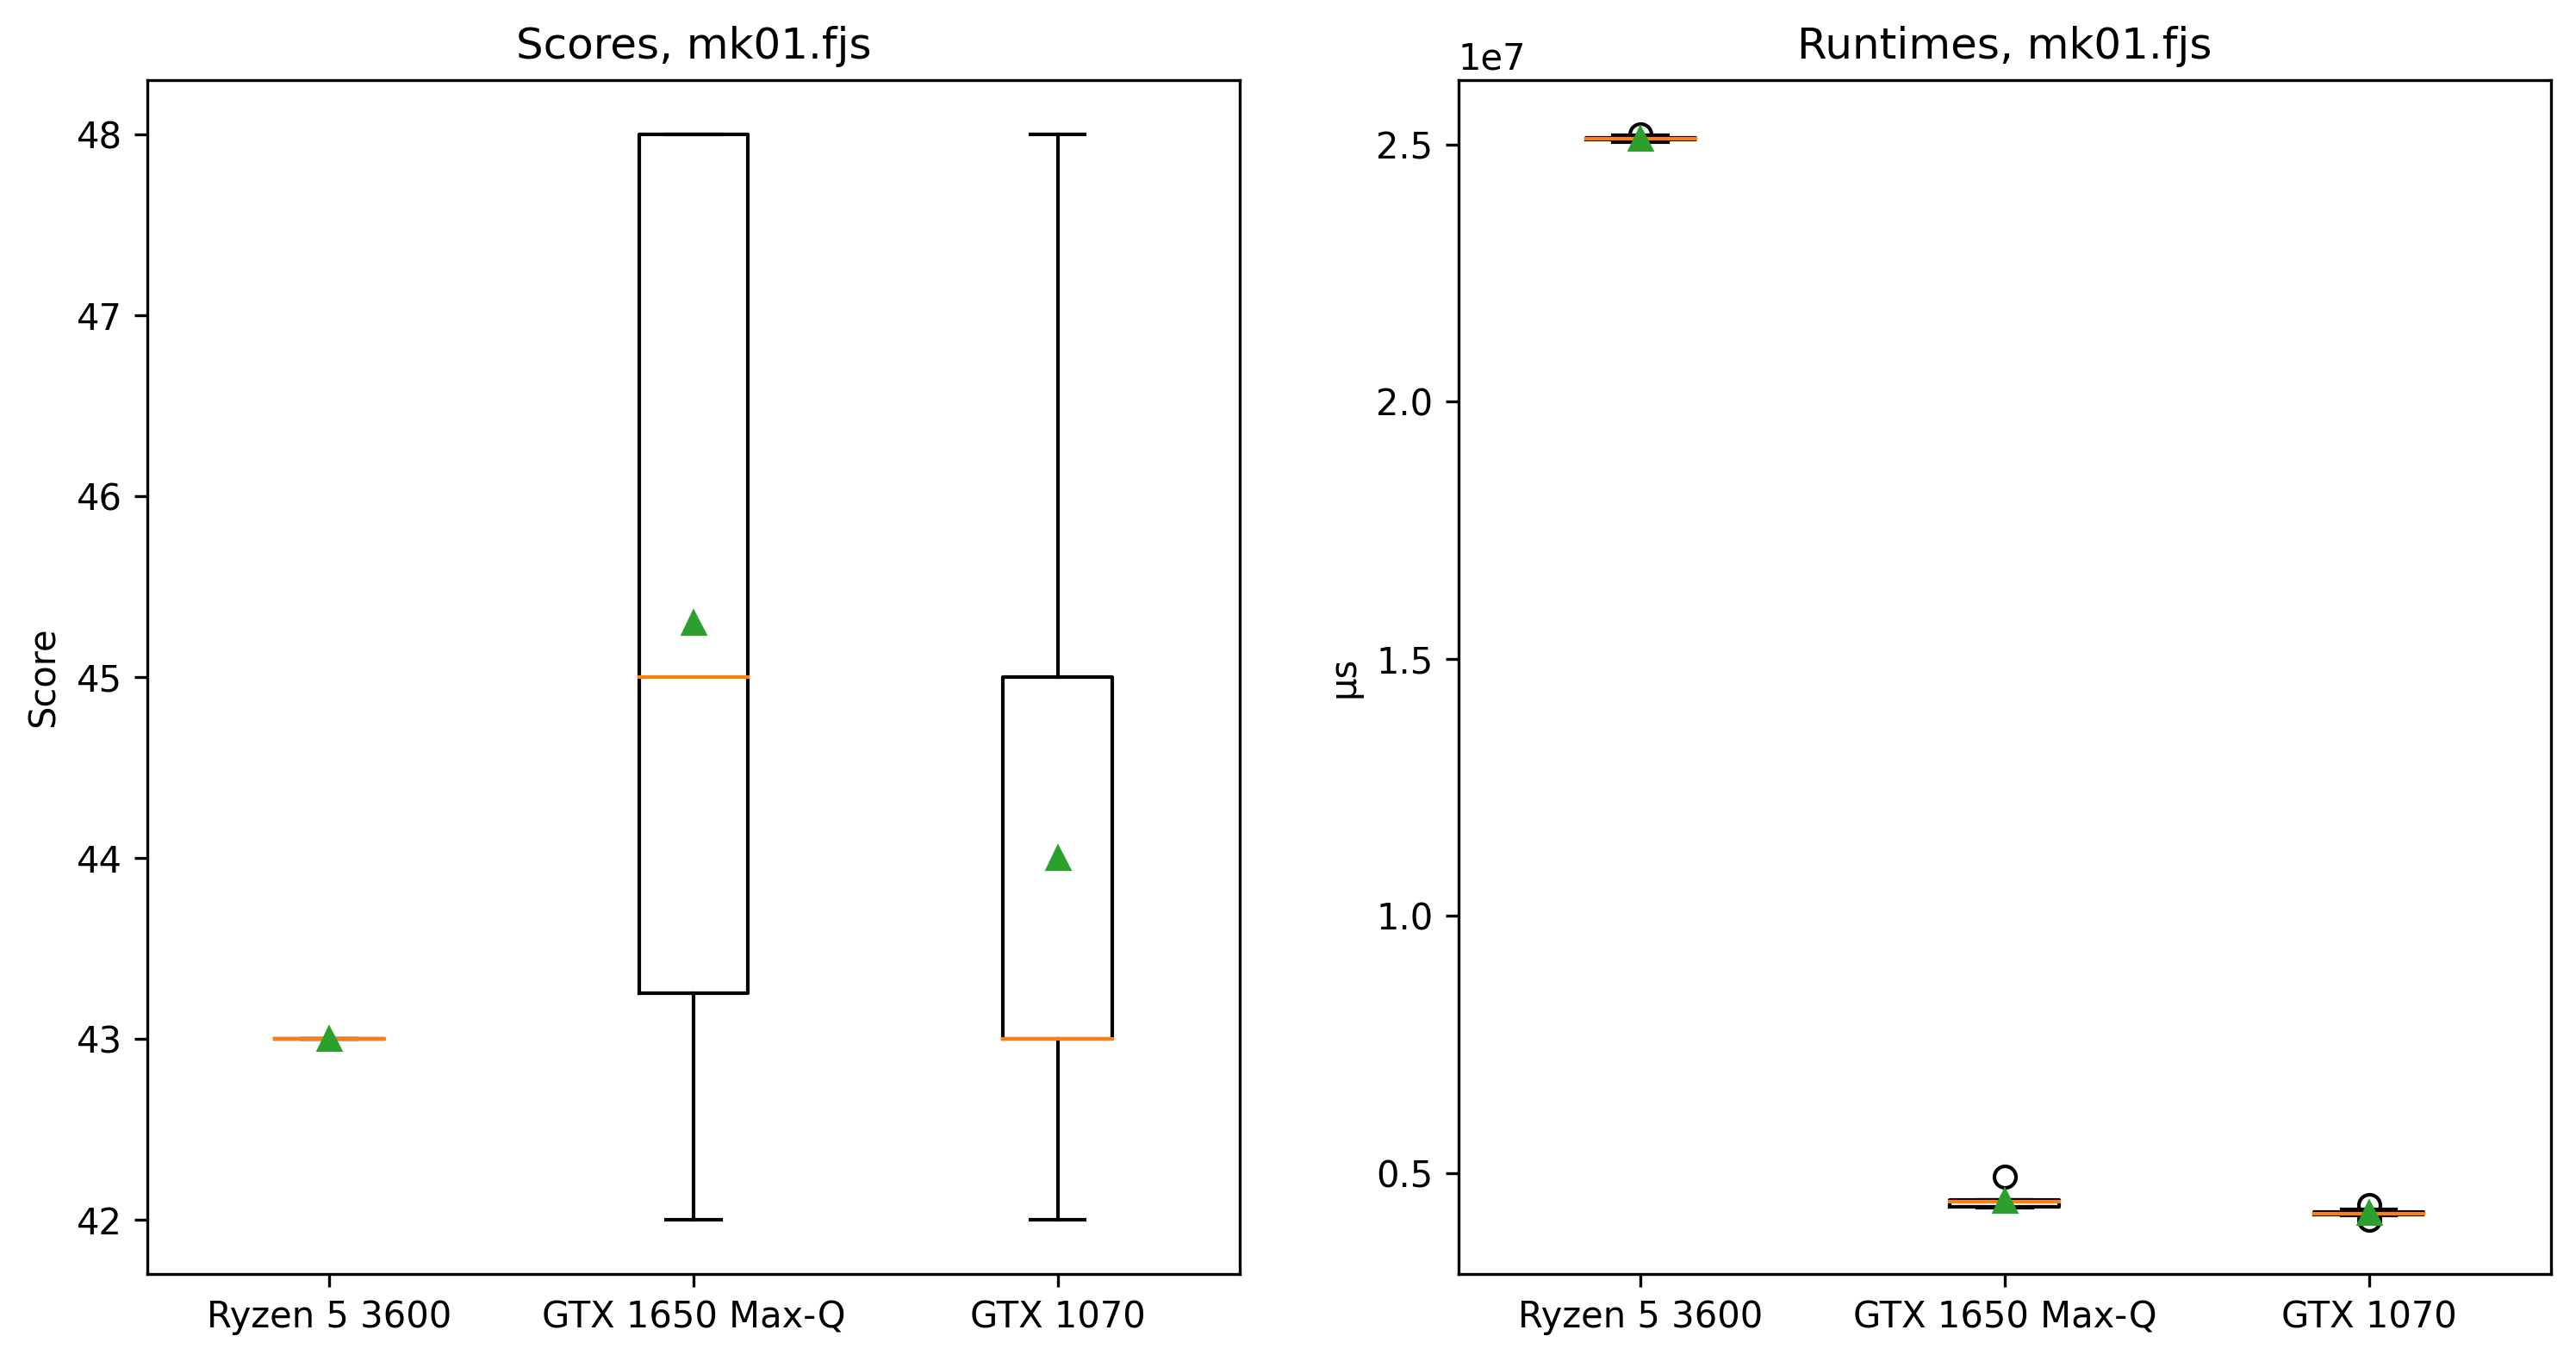 Scores, mk01.fjs
48
47
46
45
44
43
42
Score
Ryzen 5 3600
GTX 1650 Max-Q
GTX 1070
Runtimes, mk01.fjs
1e7
2.5
2.0
1.5
1.0
0.5
µs
Ryzen 5 3600
GTX 1650 Max-Q
GTX 1070